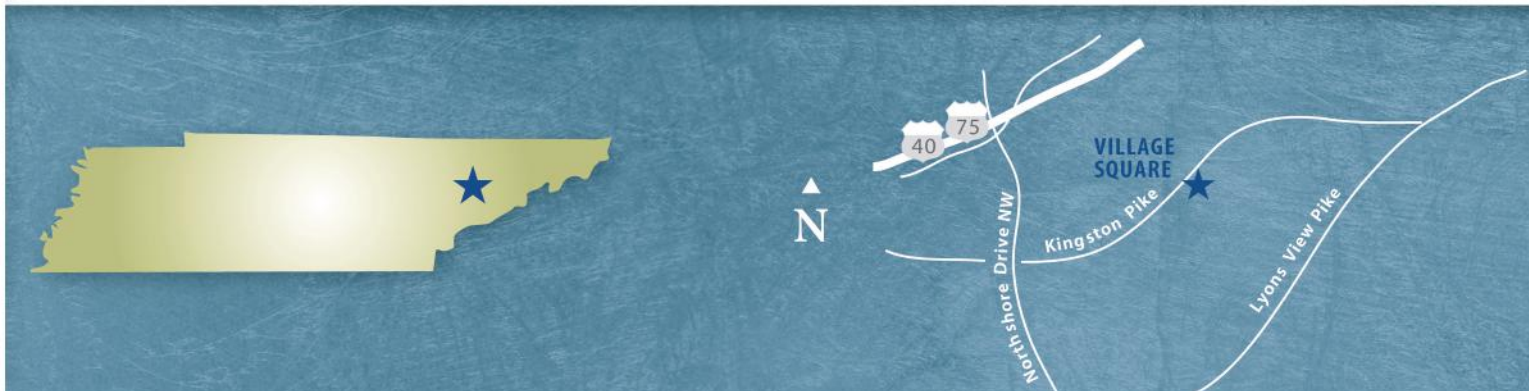 40
75
VILLAGE
SQUARE
N
Kingston Pike
Northshore Drive NW
Lyons View Pike